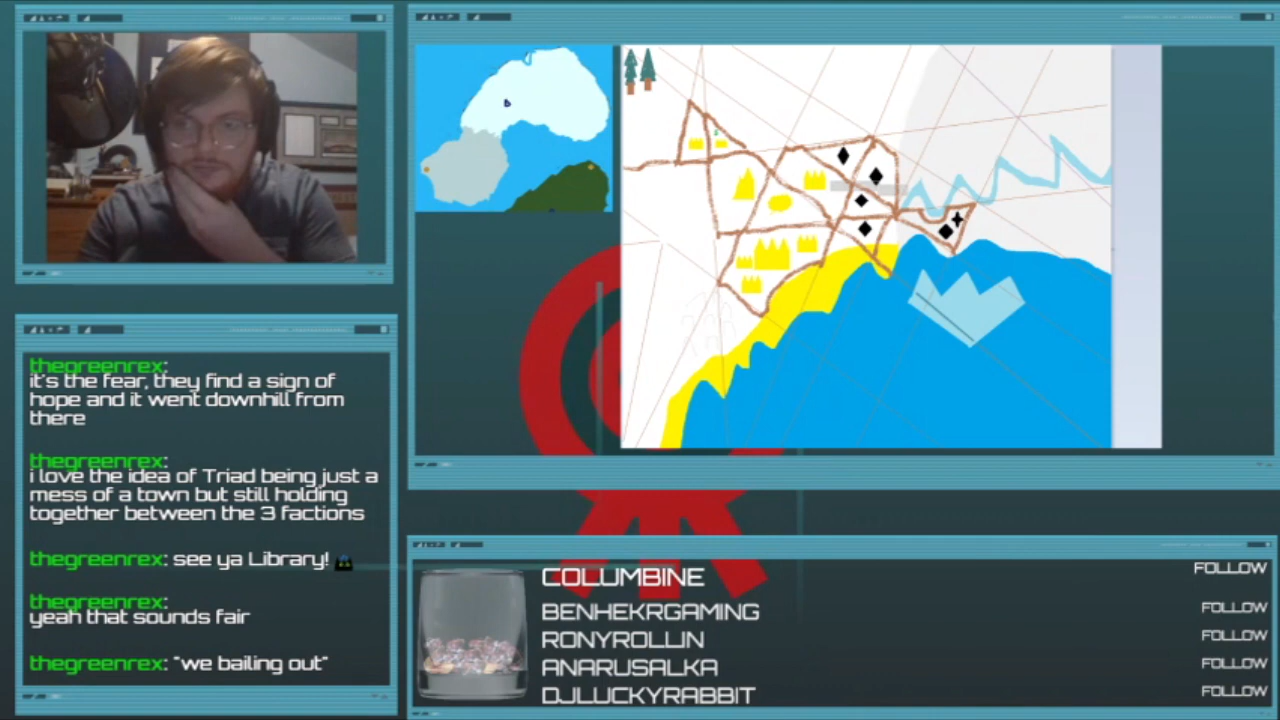 thegreenrex:
it's the fear, they find a sign of
hope and it went downhill from
there
thegreenrex:
i love the idea of Triad being just a
mess of a town but still holding
together between the 3 factions
thegreenrex: see ya Library!
thegreenrex:
yeah that sounds fair
thegreenrex: "we bailing out"
COLUMBINE FOLLOW
BENHEKRGAMING FOLLOW
RONYROLLIN FOLLOW
ANARUSALKA FOLLOW
DJLUCKYRABBIT FOLLOW